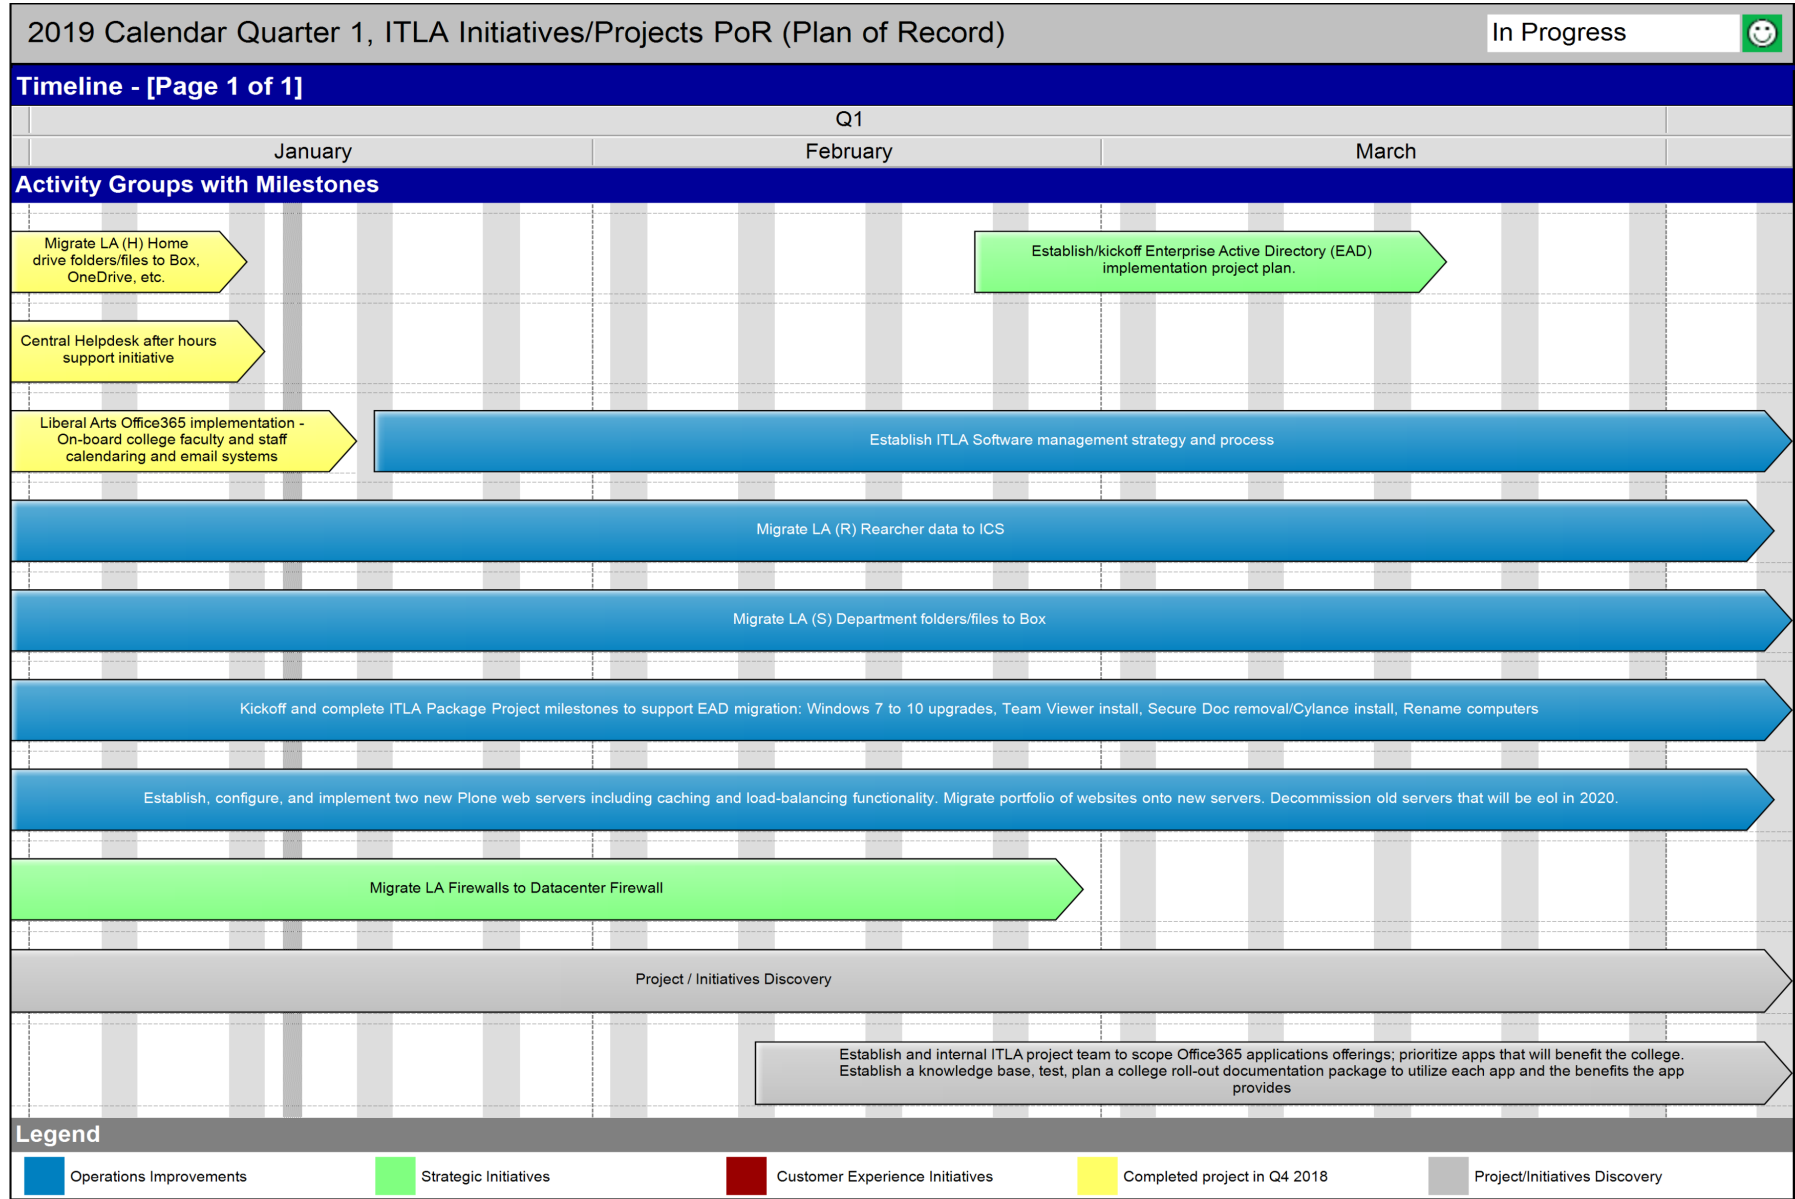 2019 Calendar Quarter 1, ITLA Initiatives/Projects PoR (Plan of Record)
In Progress
Timeline - [Page 1 of 1]
Q1
January
February
March
Activity Groups with Milestones
Migrate LA (H) Home
drive folders/files to Box,
OneDrive, etc.
Establish/kickoff Enterprise Active Directory (EAD)
implementation project plan.
Central Helpdesk after hours
support initiative
Liberal Arts Office365 implementation -
On-board college faculty and staff
calendaring and email systems
Establish ITLA Software management strategy and process
Migrate LA (R) Rearcher data to ICS
Migrate LA (S) Department folders/files to Box
Kickoff and complete ITLA Package Project milestones to support EAD migration: Windows 7 to 10 upgrades, Team Viewer install, Secure Doc removal/Cylance install, Rename computers
Establish, configure, and implement two new Plone web servers including caching and load-balancing functionality. Migrate portfolio of websites onto new servers. Decommission old servers that will be eol in 2020.
Migrate LA Firewalls to Datacenter Firewall
Project / Initiatives Discovery
Establish and internal ITLA project team to scope Office365 applications offerings; prioritize apps that will benefit the college.
Establish a knowledge base, test, plan a college roll-out documentation package to utilize each app and the benefits the app
provides
Legend
Operations Improvements
Strategic Initiatives
Customer Experience Initiatives
Completed project in Q4 2018
Project/Initiatives Discovery